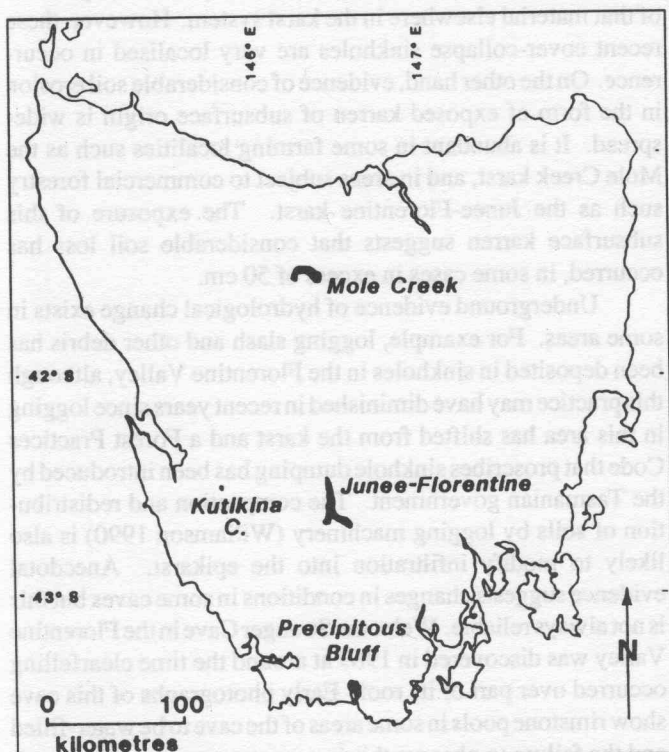 146° E
147° E
Mole Creek
42° S
Junee-Florentine
Kutikina
C.
43° S
Precipitous
Bluff
N
0 100
kilometres
of that material elsewhere in the karst system. However, these
recent cover-collapse sinkholes are very localised in occur-
rence. On the other hand, evidence of considerable soil erosion
in the form of exposed karren of subsurface origin is wide-
spread. It is abundant in some farming localities such as the
Mole Creek karst, and in areas subject to commercial forestry
such as the Junee-Florentine karst. The exposure of this
subsurface karren suggests that considerable soil loss has
occurred, in some cases in excess of 50 cm.
Underground evidence of hydrological change exists in
some areas. For example, logging slash and other debris has
been deposited in sinkholes in the Florentine Valley, although
this practice may have diminished in recent years since logging
in this area has shifted from the karst and a Forest Practices
Code that proscribes sinkhole dumping has been introduced by
the Tasmanian government. The compaction and redistribu-
tion of soils by logging machinery (Williamson 1990) is also
likely to infiltration into the epikarst. Anecdotal
evidence suggests changes in conditions in some caves but this
is not always reliable. Cave in the Florentine
Valley was discovered in at around the time clearfelling
occurred over part of its roof. Early photographs of this cave
show rimstone pools in some areas of the cave to be water filled